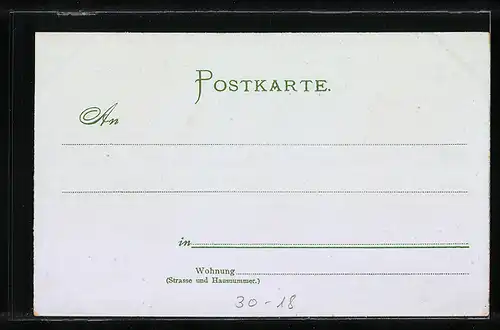 POSTKARTE.
An
in
Wohnung
(Strasse und Hausnummer.)
30-18